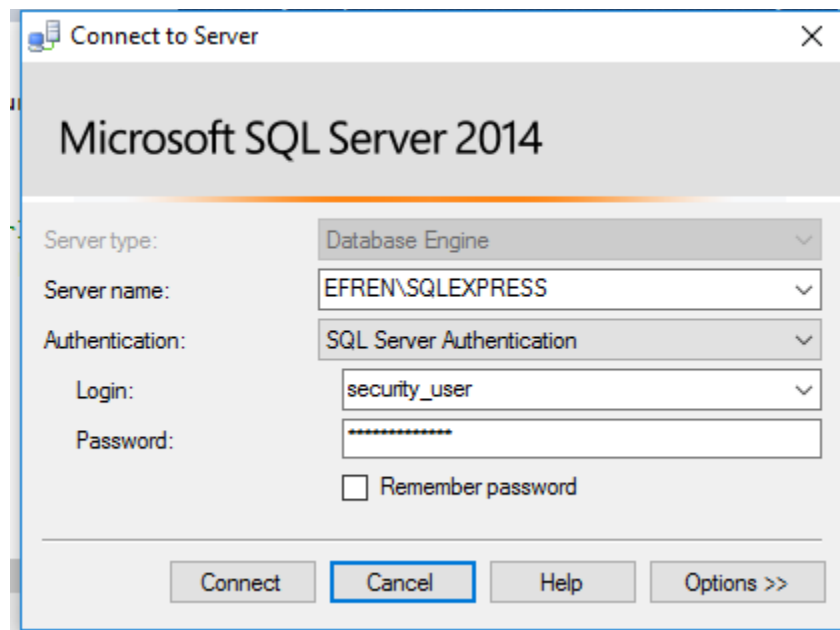 Connect to Server
Microsoft SQL Server 2014
Server type: Database Engine
Server name: EFREN\SQLEXPRESS
Authentication: SQL Server Authentication
Login: security_user
Password: *************
Remember password
Connect Cancel Help Options >>